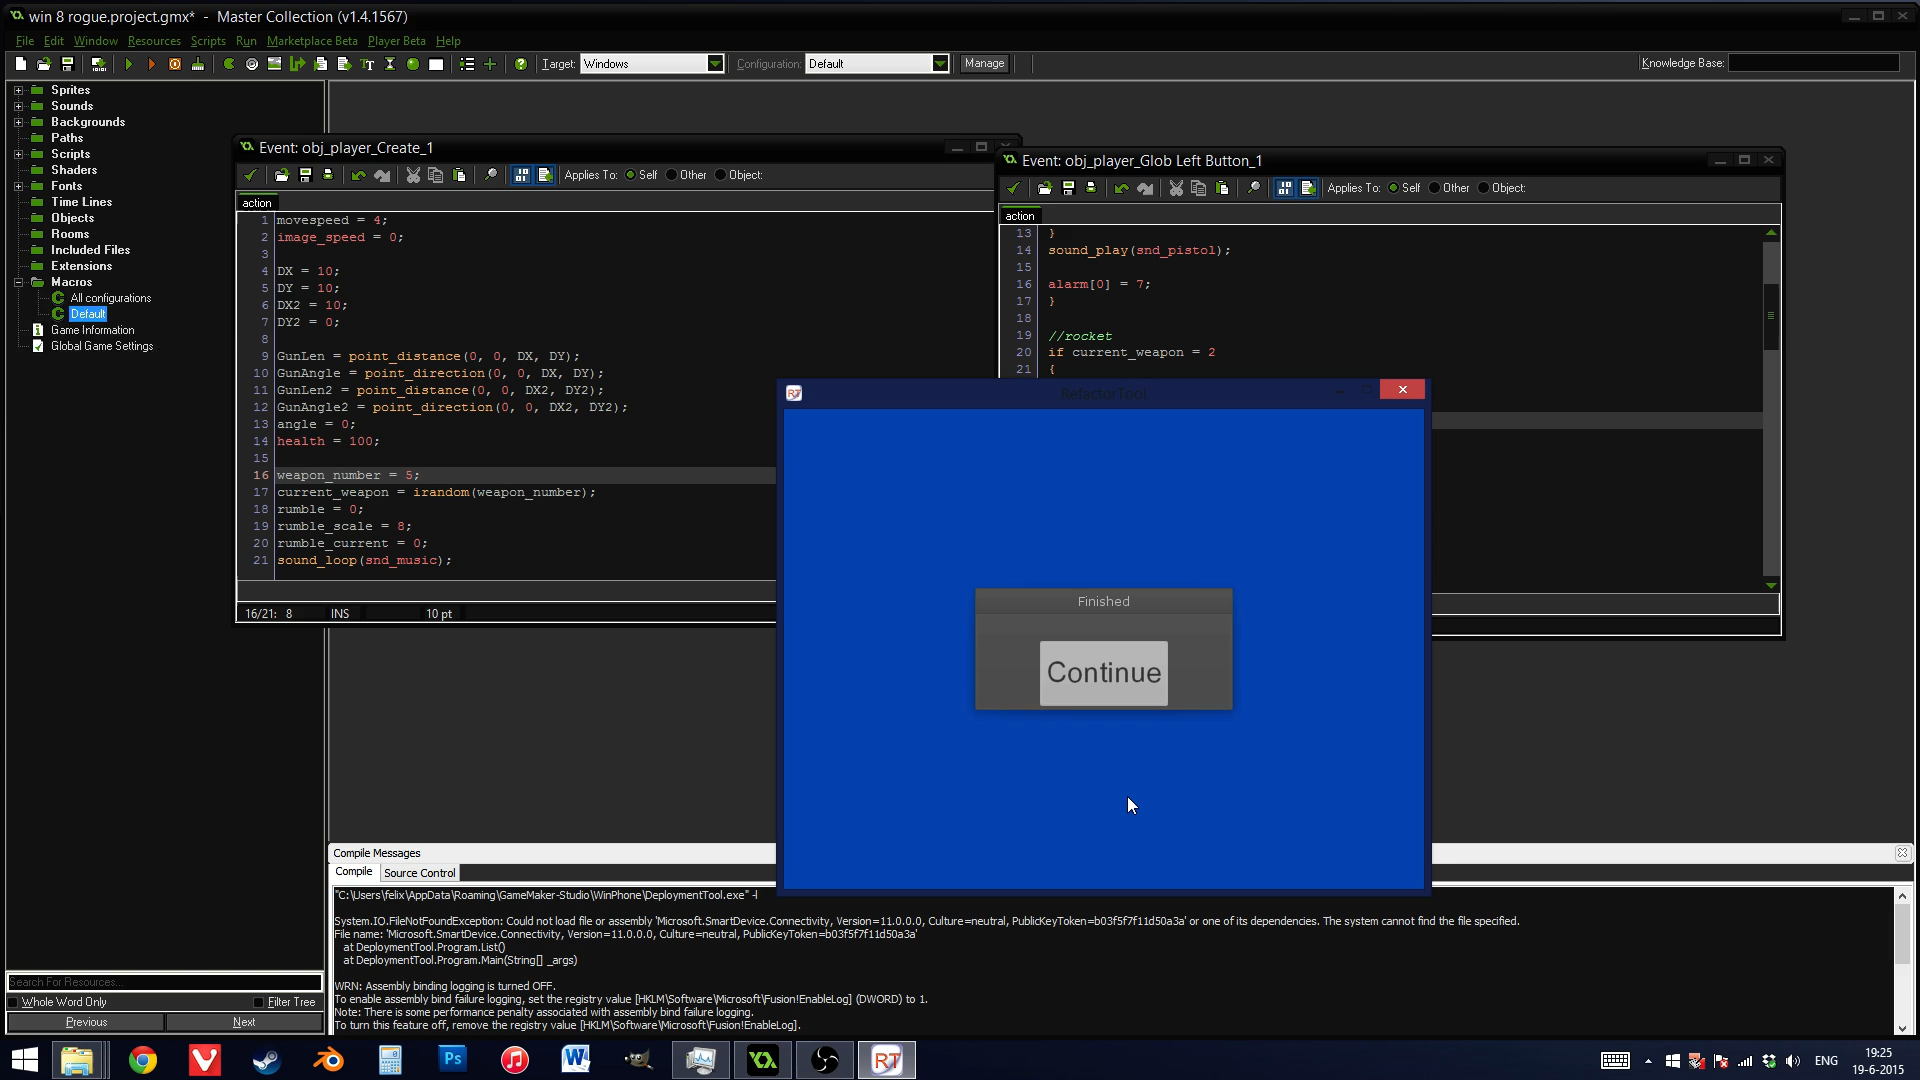 win 8 rogue.project.gmx* - Master Collection (v1.4.1567)
File Edit Window Resources Scripts Run Marketplace Beta Player Beta Help
Target: Windows Configuration: Default Manage Knowledge Base:
Sprites
Sounds
Backgrounds
Paths
Scripts
Shaders
Fonts
Time Lines
Objects
Rooms
Included Files
Extensions
Macros
All configurations
Default
Game Information
Global Game Settings
Event: obj_player_Create_1
Applies To: Self Other Object:
action
1 movespeed = 4;
2 image_speed = 0;
3
4 DX = 10;
5 DY = 10;
6 DX2 = 10;
7 DY2 = 0;
8
9 GunLen = point_distance(0, 0, DX, DY);
10 GunAngle = point_direction(0, 0, DX, DY);
11 GunLen2 = point_distance(0, 0, DX2, DY2);
12 GunAngle2 = point_direction(0, 0, DX2, DY2);
13 angle = 0;
14 health = 100;
15
16 weapon_number = 5;
17 current_weapon = irandom(weapon_number);
18 rumble = 0;
19 rumble_scale = 8;
20 rumble_current = 0;
21 sound_loop(snd_music);
16/21: 8 INS 10 pt
Event: obj_player_Glob Left Button_1
Applies To: Self Other Object:
action
13 }
14 sound_play(snd_pistol);
15
16 alarm[0] = 7;
17 }
18
19 //rocket
20 if current_weapon = 2
21 {
RT RefactorTool
Finished
Continue
Compile Messages
Compile Source Control
"C:\Users\felix\AppData\Roaming\GameMaker-Studio\WinPhone\DeploymentTool.exe" -l
System.IO.FileNotFoundException: Could not load file or assembly 'Microsoft.SmartDevice.Connectivity, Version=11.0.0.0, Culture=neutral, PublicKeyToken=b03f5f7f11d50a3a' or one of its dependencies. The system cannot find the file specified.
File name: 'Microsoft.SmartDevice.Connectivity, Version=11.0.0.0, Culture=neutral, PublicKeyToken=b03f5f7f11d50a3a'
at DeploymentTool.Program.List()
at DeploymentTool.Program.Main(String[] _args)
WRN: Assembly binding logging is turned OFF.
To enable assembly bind failure logging, set the registry value [HKLM\Software\Microsoft\Fusion!EnableLog] (DWORD) to 1.
Note: There is some performance penalty associated with assembly bind failure logging.
To turn this feature off, remove the registry value [HKLM\Software\Microsoft\Fusion!EnableLog].
Search For Resources...
Whole Word Only Filter Tree
Previous Next
Ps
W
RT
ENG
19:25
19-6-2015